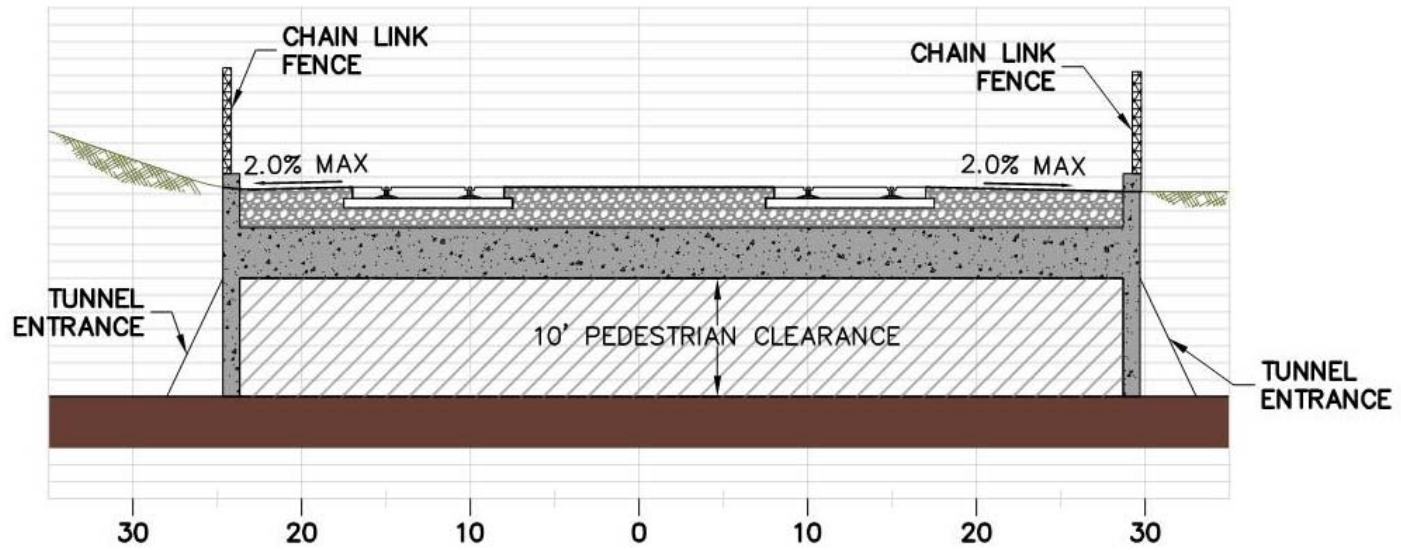 CHAIN LINK
FENCE
CHAIN LINK
FENCE
2.0% MAX
2.0% MAX
TUNNEL
ENTRANCE
10' PEDESTRIAN CLEARANCE
TUNNEL
ENTRANCE
30 20 10 0 10 20 30